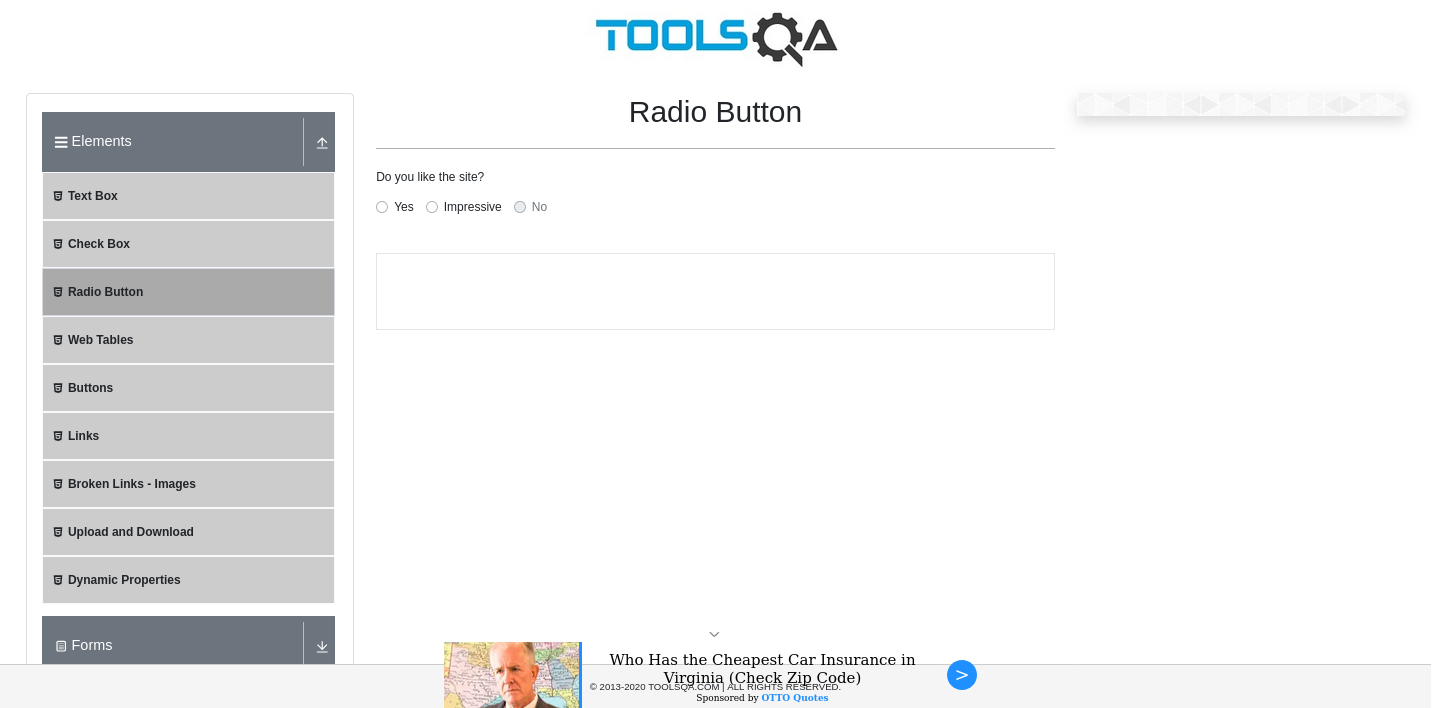 TOOLSQA
Elements
Text Box
Check Box
Radio Button
Web Tables
Buttons
Links
Broken Links - Images
Upload and Download
Dynamic Properties
Forms
Radio Button
Do you like the site?
Yes Impressive No
Who Has the Cheapest Car Insurance in
Virginia (Check Zip Code)
© 2013-2020 TOOLSQA.COM | ALL RIGHTS RESERVED.
Sponsored by OTTO Quotes